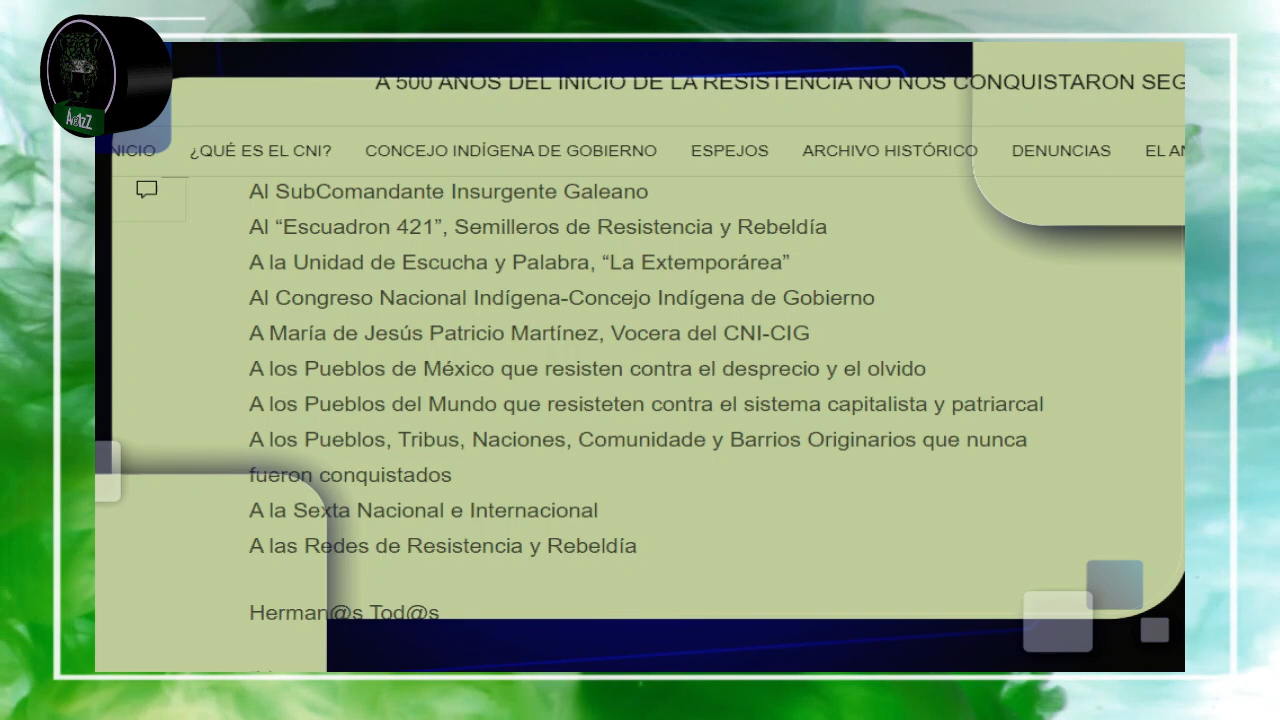 A 500 AÑOS DEL INICIO DE LA RESISTENCIA NO NOS CONQUISTARON SEG
NICIO ¿QUÉ ES EL CNI? CONCEJO INDÍGENA DE GOBIERNO ESPEJOS ARCHIVO HISTÓRICO DENUNCIAS EL AN
Al SubComandante Insurgente Galeano
Al “Escuadron 421”, Semilleros de Resistencia y Rebeldía
A la Unidad de Escucha y Palabra, “La Extemporárea”
Al Congreso Nacional Indígena-Concejo Indígena de Gobierno
A María de Jesús Patricio Martínez, Vocera del CNI-CIG
A los Pueblos de México que resisten contra el desprecio y el olvido
A los Pueblos del Mundo que resisteten contra el sistema capitalista y patriarcal
A los Pueblos, Tribus, Naciones, Comunidade y Barrios Originarios que nunca
fueron conquistados
A la Sexta Nacional e Internacional
A las Redes de Resistencia y Rebeldía
Herman@s Tod@s